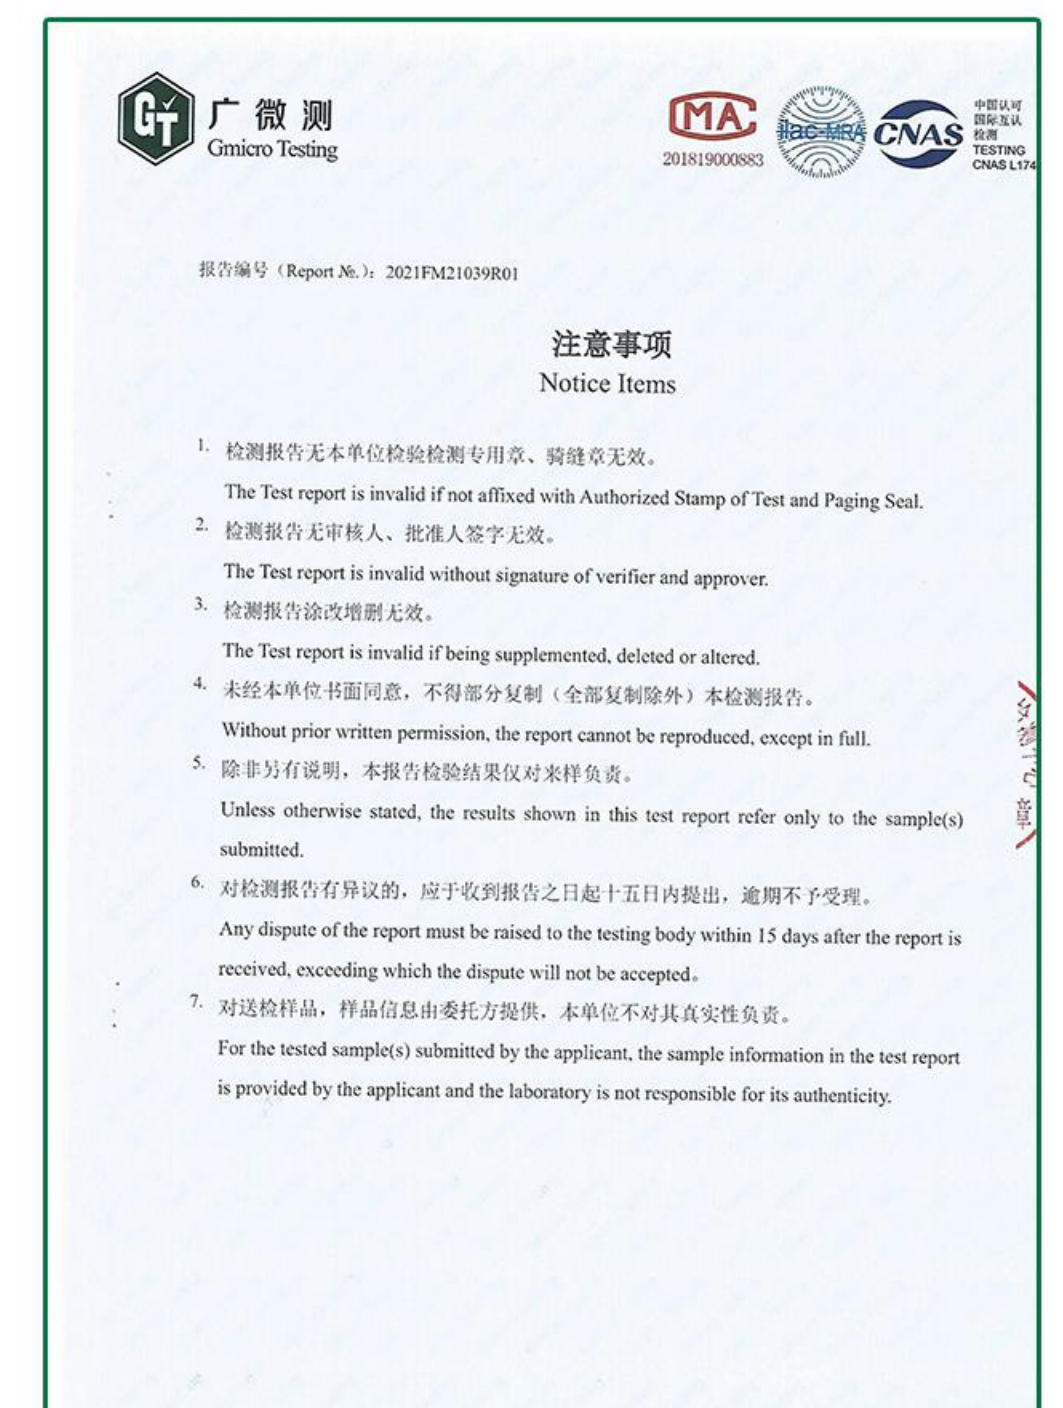 GT
广微测
Gmicro Testing
MA
201819000883
ilac-MRA
CNAS
中国认可
国际互认
检测
TESTING
CNAS L174
报告编号（Report №.）：2021FM21039R01
注意事项
Notice Items
1. 检测报告无本单位检验检测专用章、骑缝章无效。
The Test report is invalid if not affixed with Authorized Stamp of Test and Paging Seal.
2. 检测报告无审核人、批准人签字无效。
The Test report is invalid without signature of verifier and approver.
3. 检测报告涂改增删无效。
The Test report is invalid if being supplemented, deleted or altered.
4. 未经本单位书面同意，不得部分复制（全部复制除外）本检测报告。
Without prior written permission, the report cannot be reproduced, except in full.
5. 除非另有说明，本报告检验结果仅对来样负责。
Unless otherwise stated, the results shown in this test report refer only to the sample(s)
submitted.
6. 对检测报告有异议的，应于收到报告之日起十五日内提出，逾期不予受理。
Any dispute of the report must be raised to the testing body within 15 days after the report is
received, exceeding which the dispute will not be accepted。
7. 对送检样品，样品信息由委托方提供，本单位不对其真实性负责。
For the tested sample(s) submitted by the applicant, the sample information in the test report
is provided by the applicant and the laboratory is not responsible for its authenticity.
章